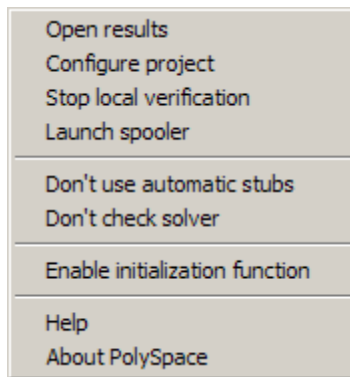 Open results
Configure project
Stop local verification
Launch spooler
Don't use automatic stubs
Don't check solver
Enable initialization function
Help
About PolySpace